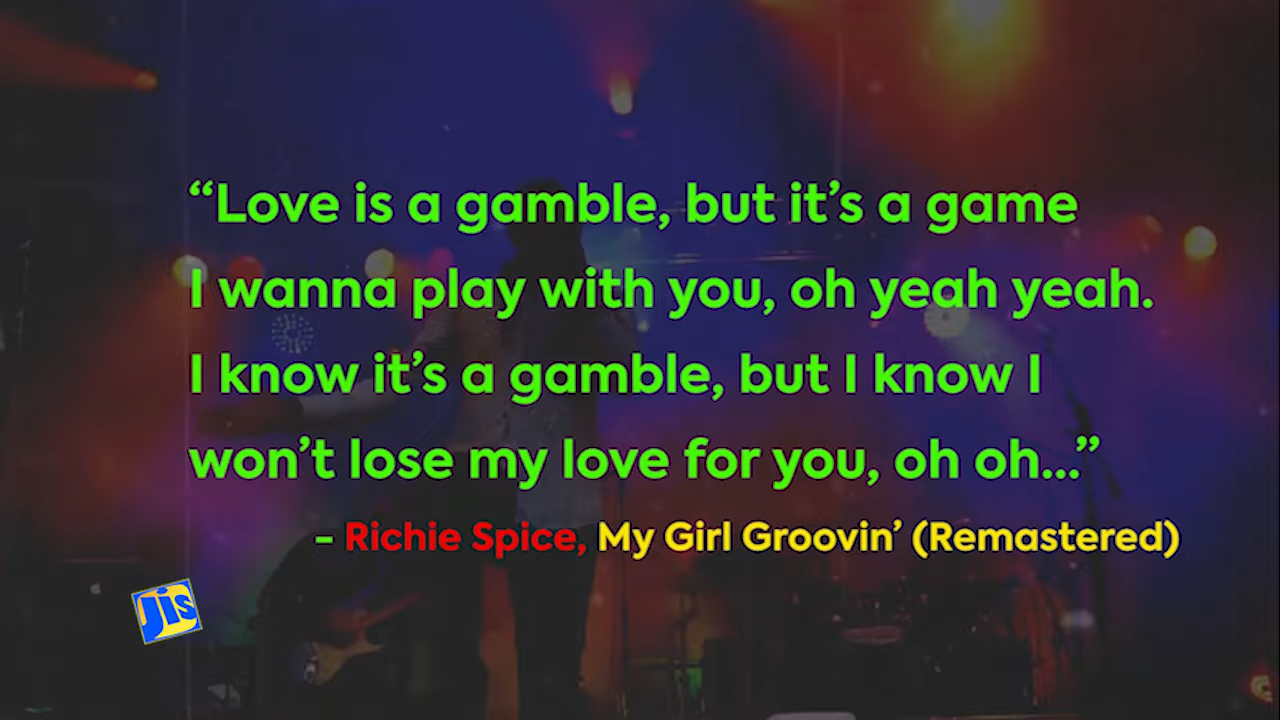 “Love is a gamble, but it’s a game
I wanna play with you, oh yeah yeah.
I know it’s a gamble, but I know I
won’t lose my love for you, oh oh...”
– Richie Spice, My Girl Groovin’ (Remastered)
Jis